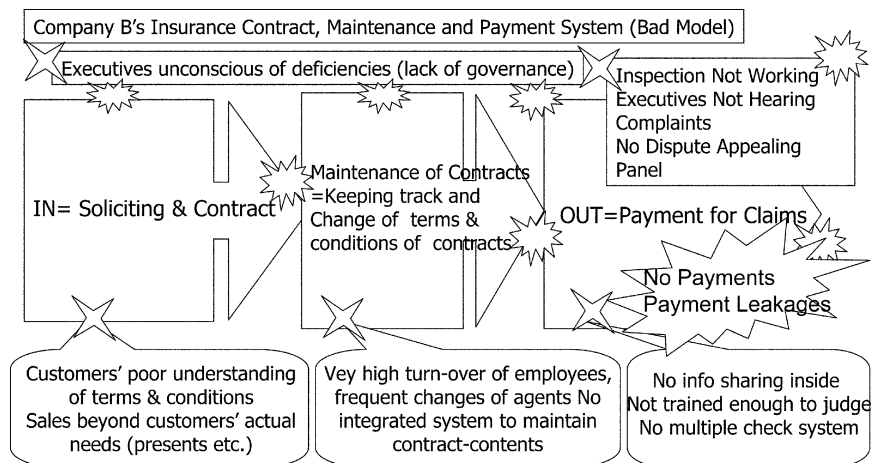 Company B's Insurance Contract, Maintenance and Payment System (Bad Model)
Executives unconscious of deficiencies (lack of governance)
Inspection Not Working
Executives Not Hearing
Complaints
No Dispute Appealing
Panel
IN= Soliciting & Contract
Maintenance of Contracts
=Keeping track and
Change of terms &
conditions of contracts
OUT=Payment for Claims
No Payments
Payment Leakages
Customers' poor understanding
of terms & conditions
Sales beyond customers' actual
needs (presents etc.)
Vey high turn-over of employees,
frequent changes of agents No
integrated system to maintain
contract-contents
No info sharing inside
Not trained enough to judge
No multiple check system